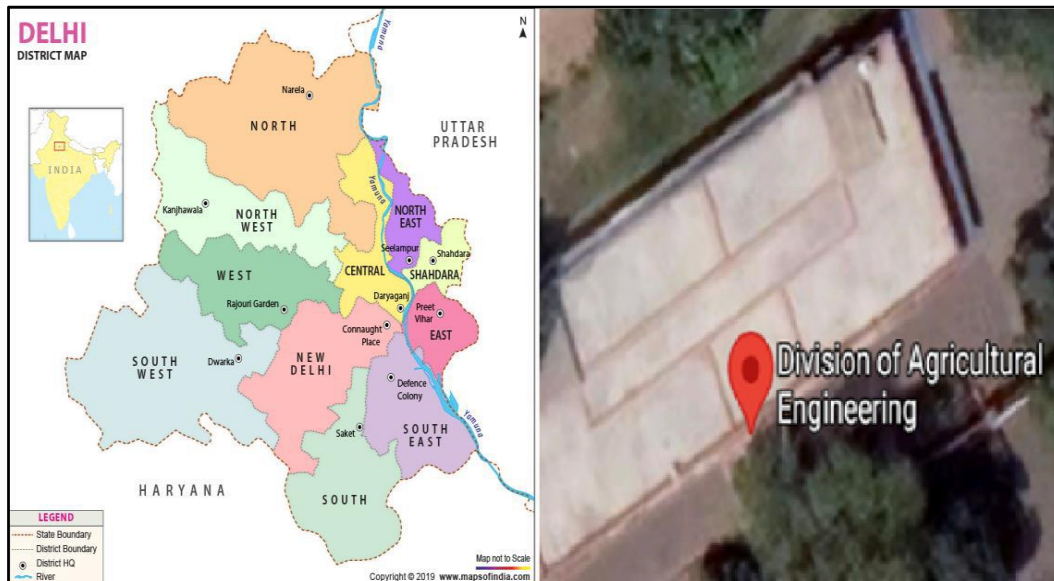 DELHI
DISTRICT MAP
N
Yamuna
Narela
NORTH
UTTAR
PRADESH
INDIA
Yamuna
Kanjhawala
NORTH
WEST
NORTH
EAST
Seelampur
Shahdara
SHAHDARA
WEST
CENTRAL
Rajouri Garden
Daryaganj
Preet
Vihar
EAST
Connaught
Place
SOUTH
WEST
Dwarka
NEW
DELHI
Defence
Colony
SOUTH
EAST
Saket
Yamuna
HARYANA
SOUTH
LEGEND
State Boundary
District Boundary
District HQ
River
Map not to Scale
Copyright © 2019 www.mapsofindia.com
Division of Agricultural
Engineering